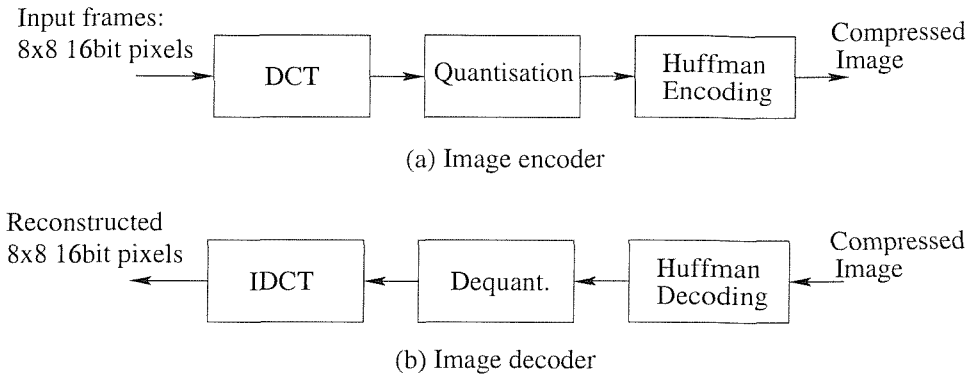 Input frames:
8x8 16bit pixels
DCT
Quantisation
Huffman
Encoding
Compressed
Image
(a) Image encoder
Reconstructed
8x8 16bit pixels
IDCT
Dequant.
Huffman
Decoding
Compressed
Image
(b) Image decoder